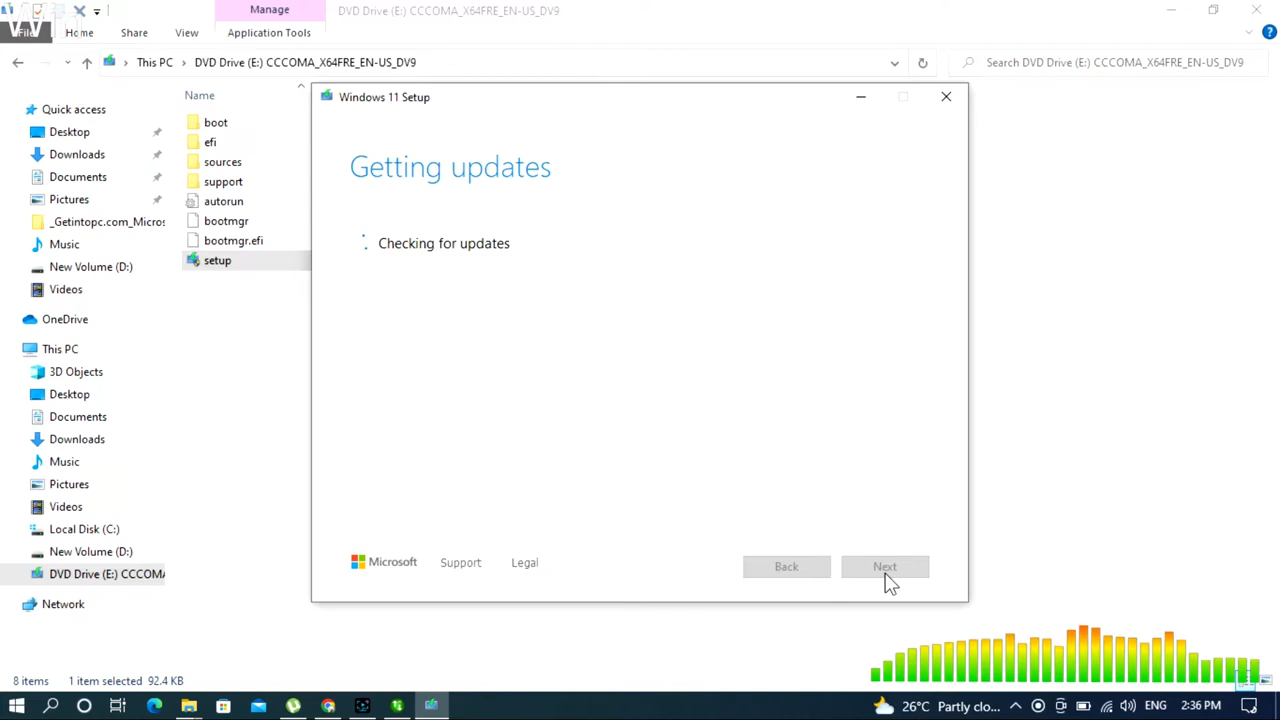 Manage
DVD Drive (E:) CCCOMA_X64FRE_EN-US_DV9
File
Home
Share
View
Application Tools
This PC
DVD Drive (E:) CCCOMA_X64FRE_EN-US_DV9
Search DVD Drive (E:) CCCOMA_X64FRE_EN-US_DV9
Quick access
Desktop
Downloads
Documents
Pictures
_Getintopc.com_Micros
Music
New Volume (D:)
Videos
OneDrive
This PC
3D Objects
Desktop
Documents
Downloads
Music
Pictures
Videos
Local Disk (C:)
New Volume (D:)
DVD Drive (E:) CCCOMA
Network
Name
boot
efi
sources
support
autorun
bootmgr
bootmgr.efi
setup
Windows 11 Setup
Getting updates
Checking for updates
Microsoft
Support
Legal
Back
Next
8 items
1 item selected 92.4 KB
26°C Partly clo...
ENG
2:36 PM